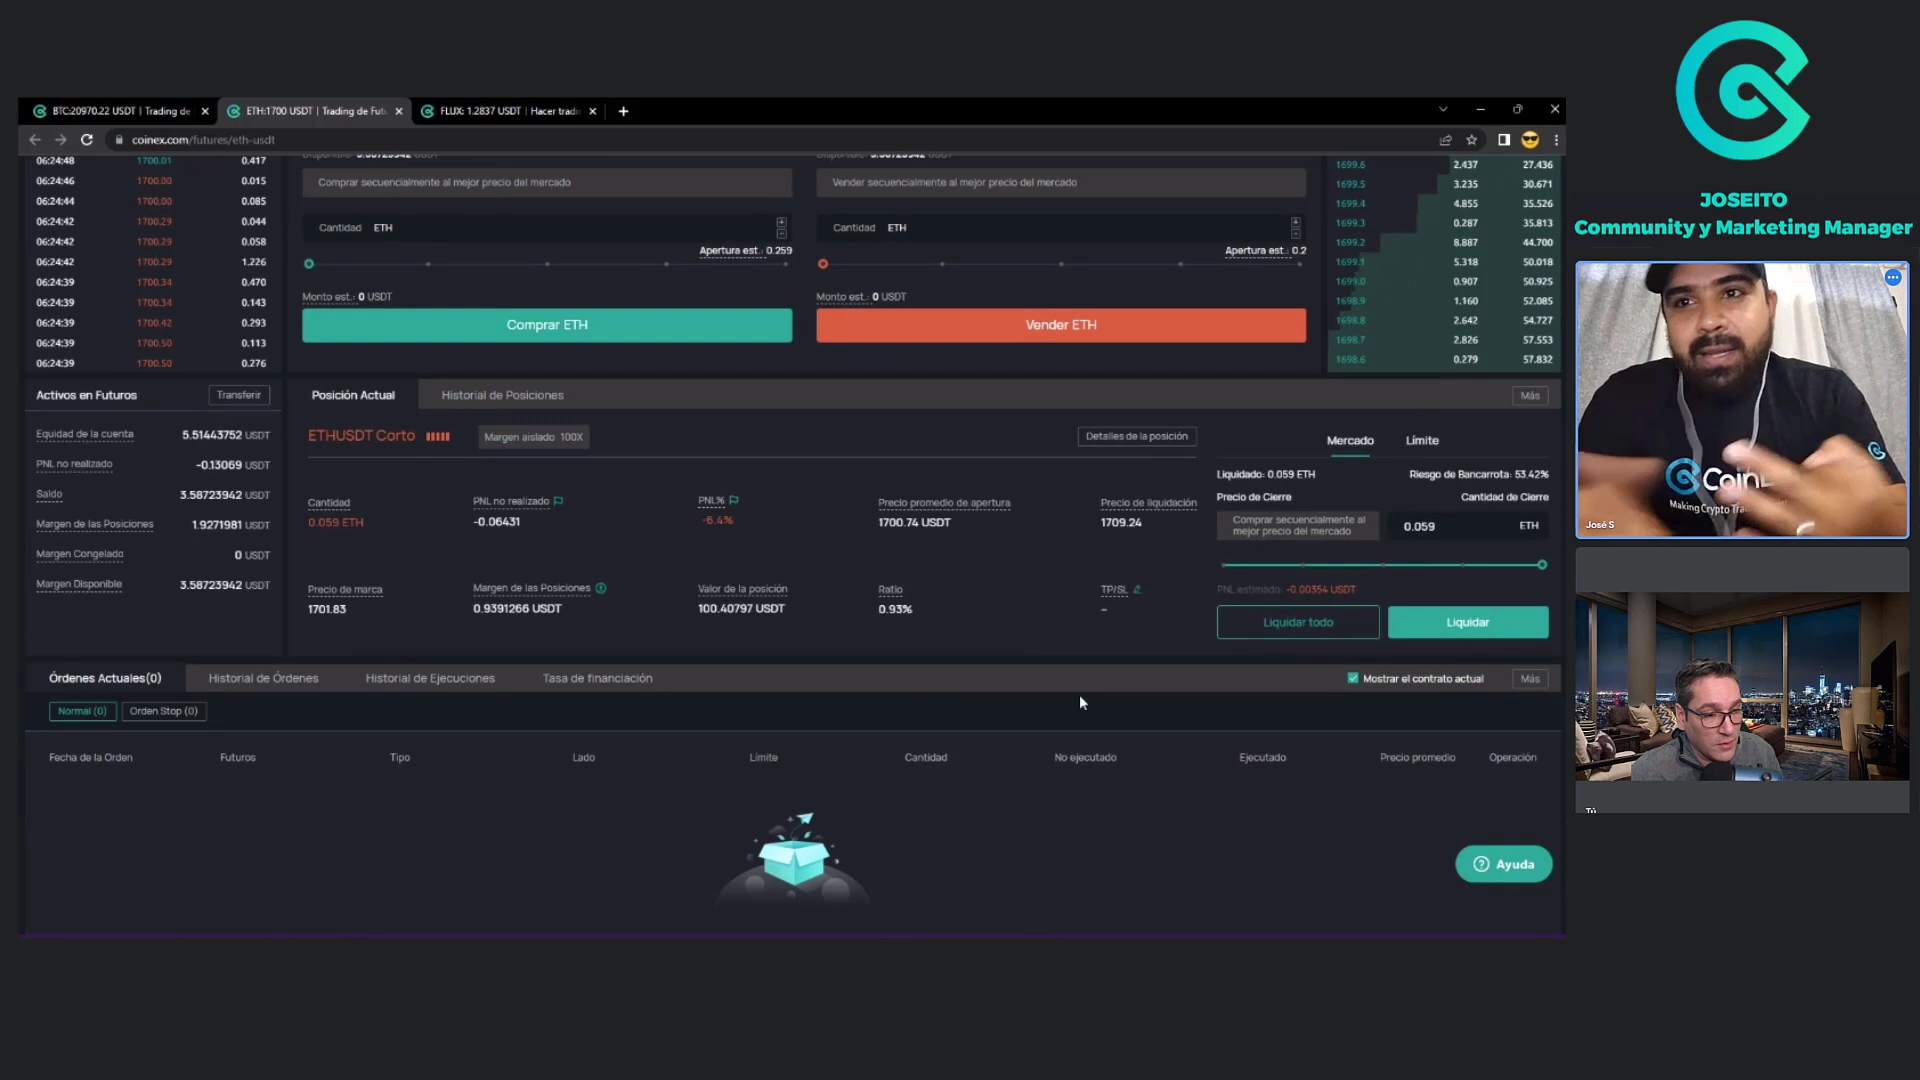 JOSEITO
Community y Marketing Manager
BTC:20970.22 USDT | Trading de
ETH:1700 USDT | Trading de Futu
FLUX: 1.2837 USDT | Hacer tradin
coinex.com/futures/eth-usdt
06:24:48 1700.01 0.417
06:24:46 1700.00 0.015
06:24:44 1700.00 0.085
06:24:42 1700.29 0.044
06:24:42 1700.29 0.058
06:24:42 1700.29 1.226
06:24:39 1700.34 0.470
06:24:39 1700.34 0.143
06:24:39 1700.42 0.293
06:24:39 1700.50 0.113
06:24:39 1700.50 0.276
Comprar secuencialmente al mejor precio del mercado
Cantidad ETH
Apertura est.: 0.259
Monto est.: 0 USDT
Comprar ETH
Vender secuencialmente al mejor precio del mercado
Cantidad ETH
Apertura est.: 0.2
Monto est.: 0 USDT
Vender ETH
1699.6 2.437 27.436
1699.5 3.235 30.671
1699.4 4.855 35.526
1699.3 0.287 35.813
1699.2 8.887 44.700
1699.1 5.318 50.018
1699.0 0.907 50.925
1698.9 1.160 52.085
1698.8 2.642 54.727
1698.7 2.826 57.553
1698.6 0.279 57.832
Activos en Futuros Transferir
Equidad de la cuenta 5.51443752 USDT
PNL no realizado -0.13069 USDT
Saldo 3.58723942 USDT
Margen de las Posiciones 1.9271981 USDT
Margen Congelado 0 USDT
Margen Disponible 3.58723942 USDT
Posición Actual Historial de Posiciones Más
ETHUSDT Corto Margen aislado 100X Detalles de la posición
Cantidad
0.059 ETH
PNL no realizado
-0.06431
PNL%
-6.4%
Precio promedio de apertura
1700.74 USDT
Precio de liquidación
1709.24
Precio de marca
1701.83
Margen de las Posiciones
0.9391266 USDT
Valor de la posición
100.40797 USDT
Ratio
0.93%
TP/SL
--
Mercado Límite
Liquidado: 0.059 ETH Riesgo de Bancarrota: 53.42%
Precio de Cierre Cantidad de Cierre
Comprar secuencialmente al
mejor precio del mercado
0.059 ETH
PNL estimado: -0.00354 USDT
Liquidar todo Liquidar
Órdenes Actuales(0) Historial de Órdenes Historial de Ejecuciones Tasa de financiación Mostrar el contrato actual Más
Normal (0) Orden Stop (0)
Fecha de la Orden Futuros Tipo Lado Límite Cantidad No ejecutado Ejecutado Precio promedio Operación
Ayuda
José S
Tú